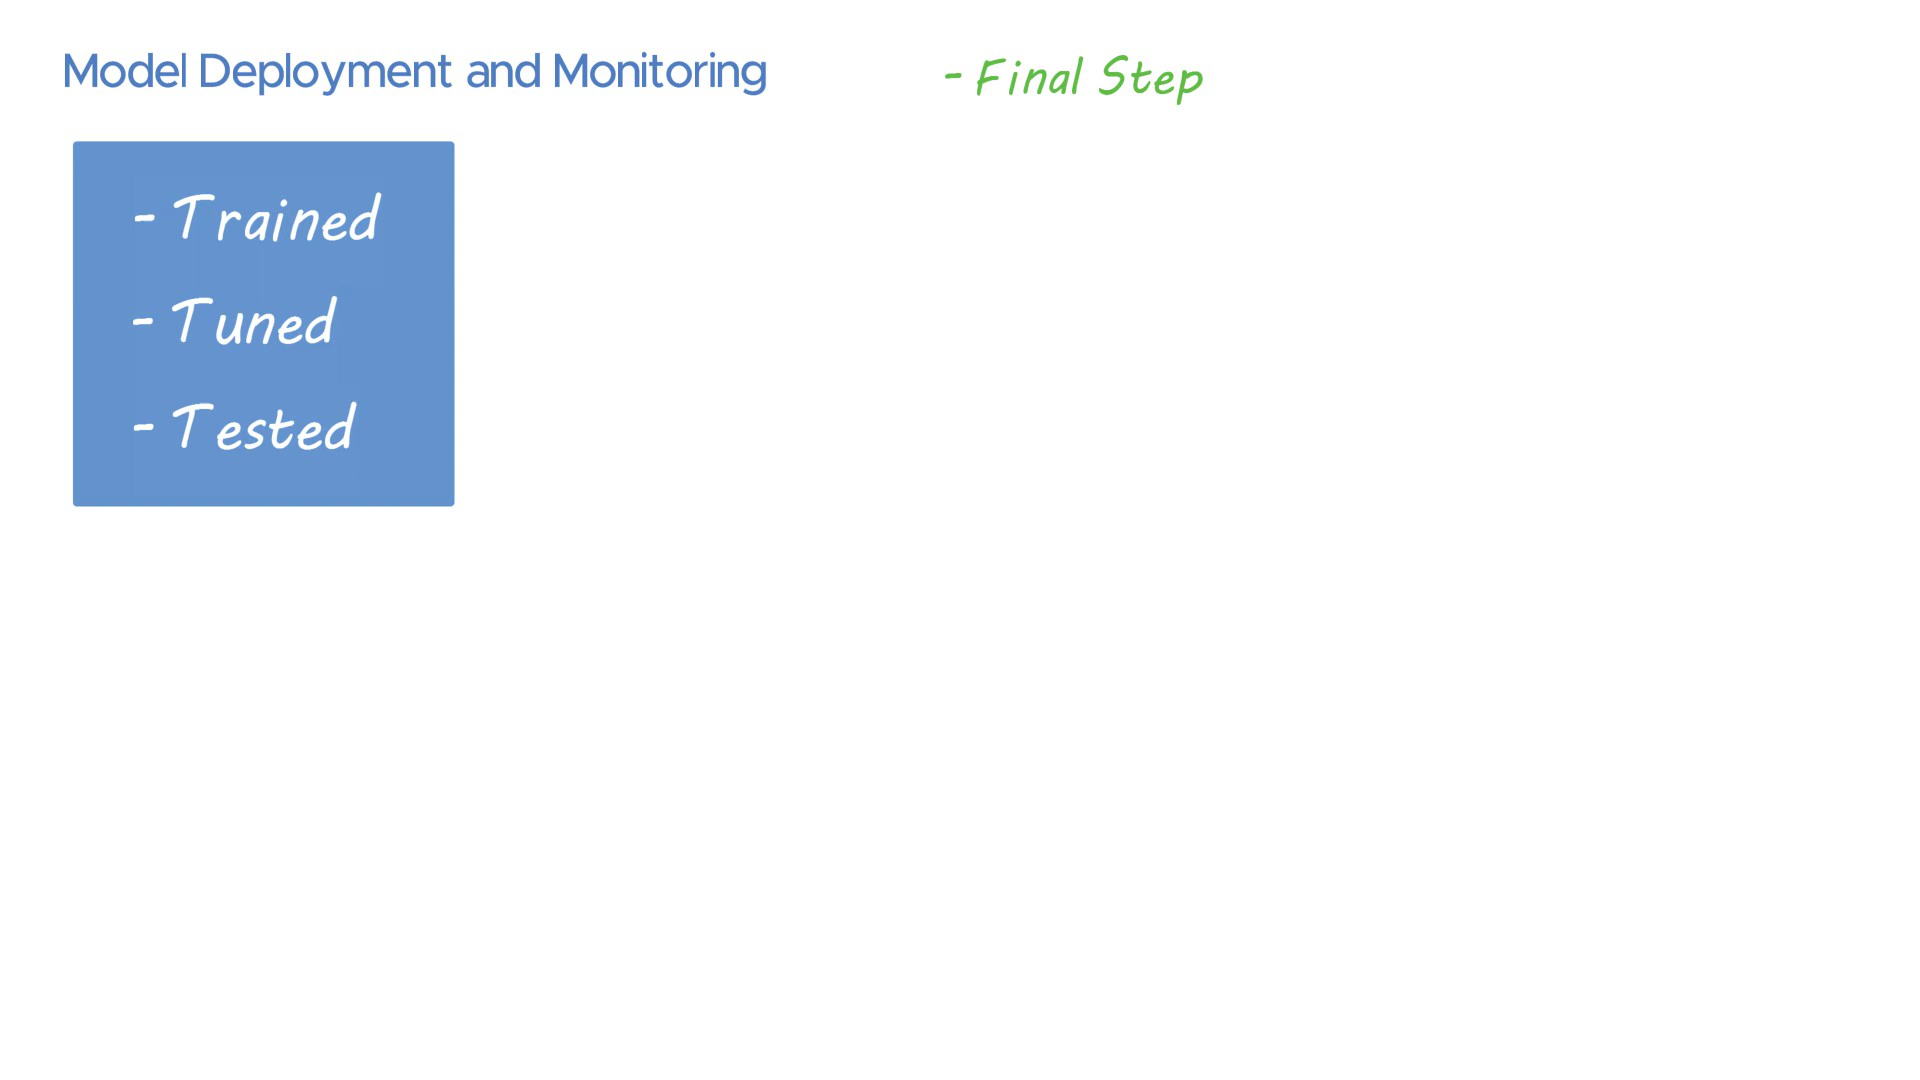 Model Deployment and Monitoring
- Final Step
- Trained
- Tuned
- Tested